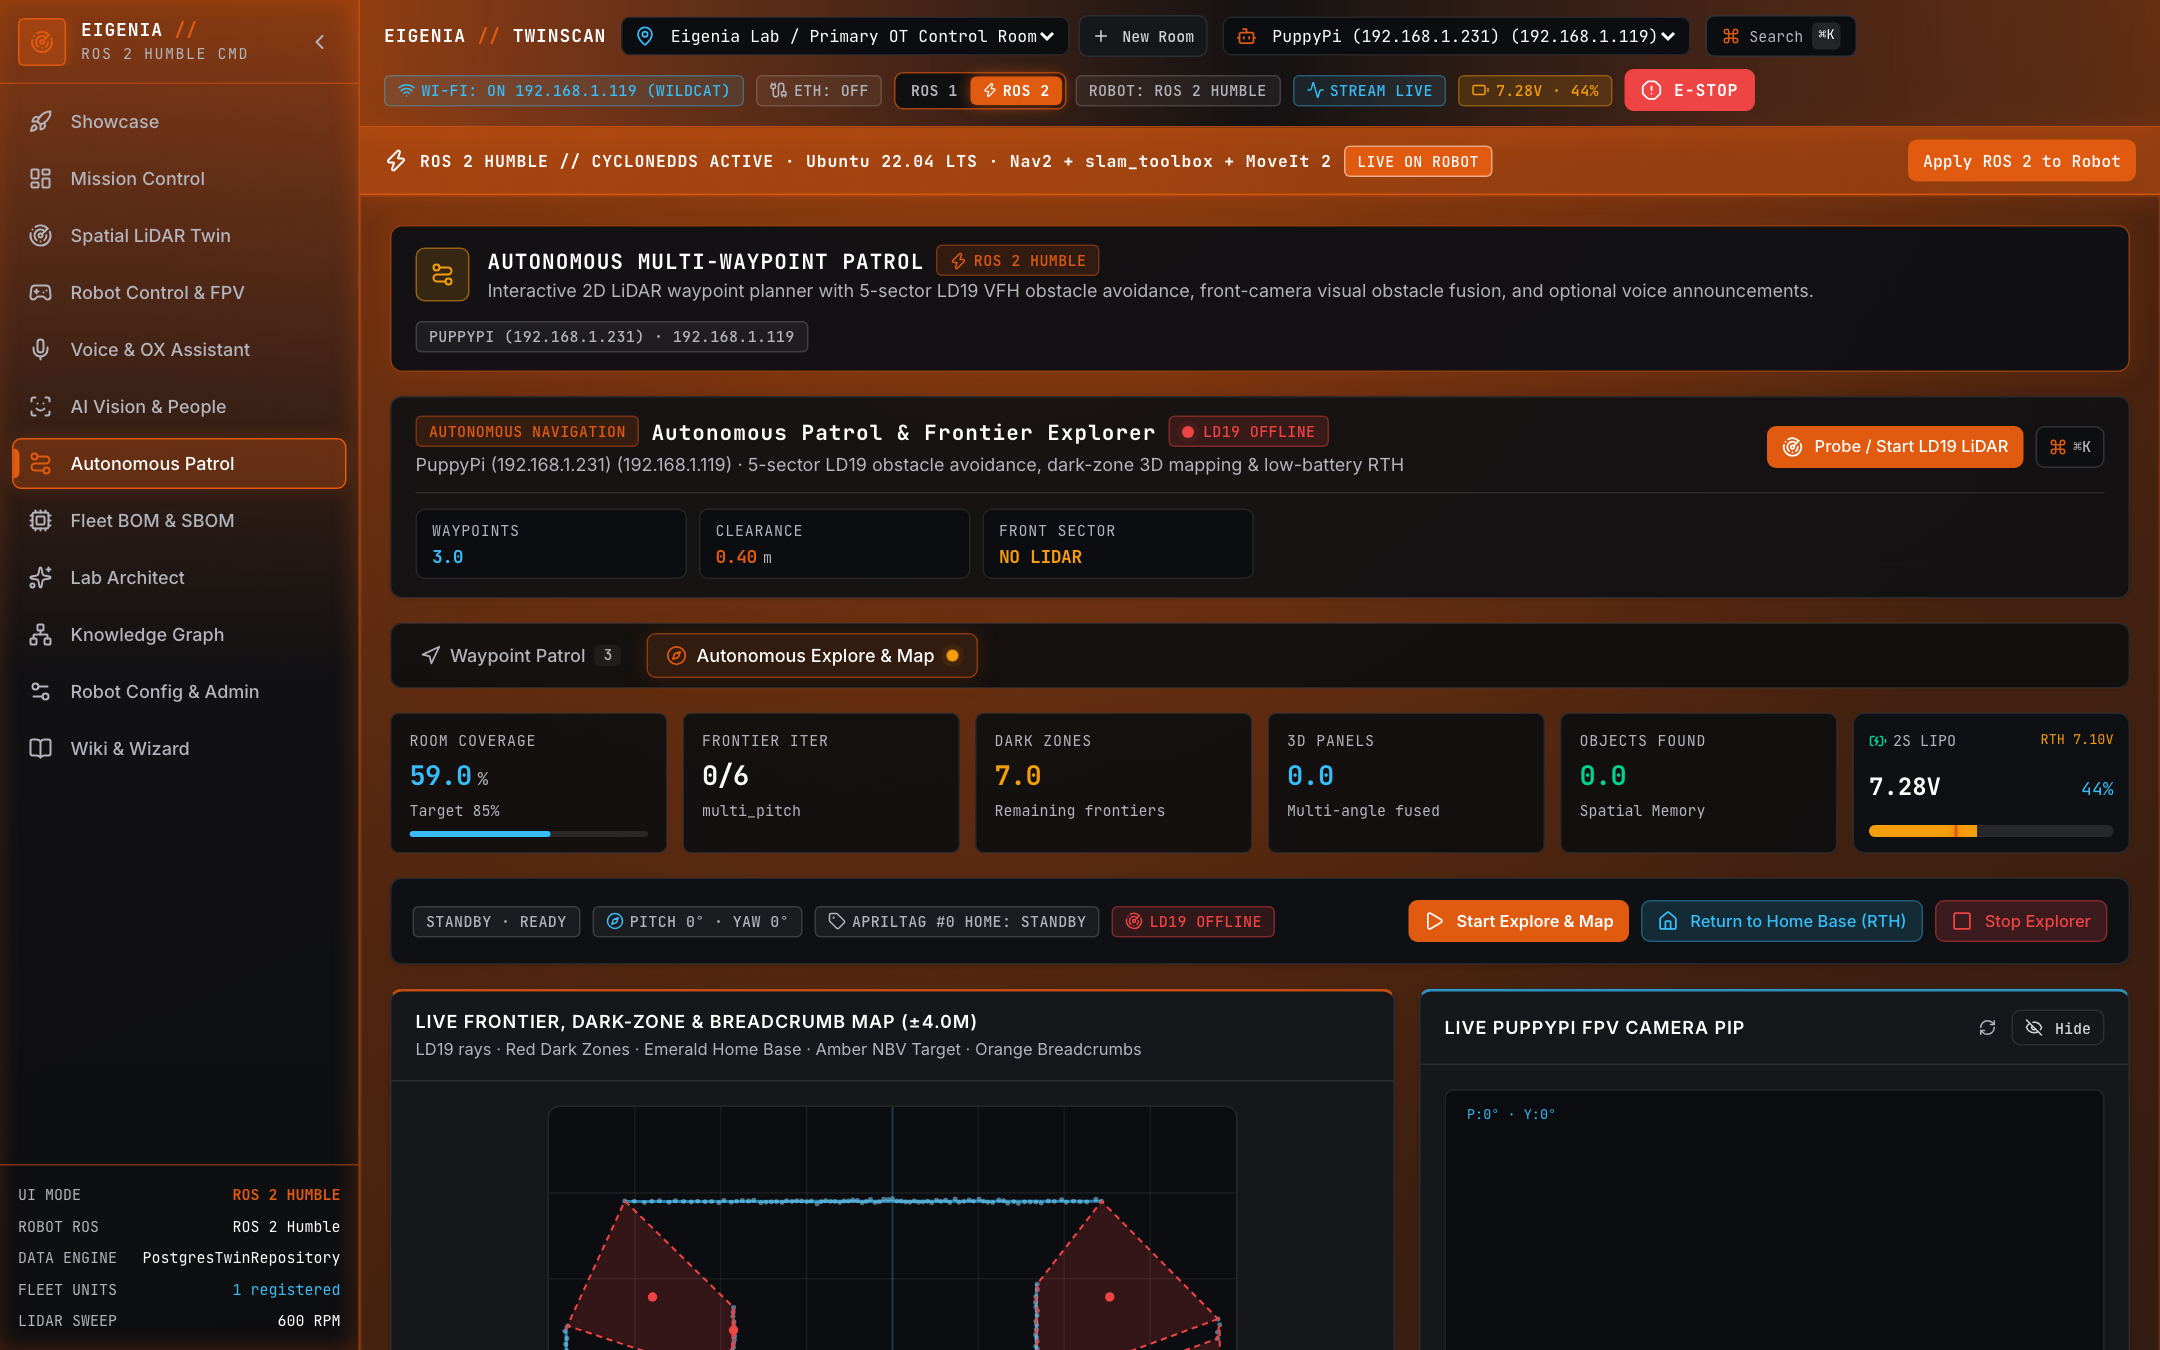 EIGENIA //
ROS 2 HUMBLE CMD
Showcase
Mission Control
Spatial LiDAR Twin
Robot Control & FPV
Voice & OX Assistant
AI Vision & People
Autonomous Patrol
Fleet BOM & SBOM
Lab Architect
Knowledge Graph
Robot Config & Admin
Wiki & Wizard
UI MODE ROS 2 HUMBLE
ROBOT ROS ROS 2 Humble
DATA ENGINE PostgresTwinRepository
FLEET UNITS 1 registered
LIDAR SWEEP 600 RPM
EIGENIA // TWINSCAN Eigenia Lab / Primary OT Control Room + New Room PuppyPi (192.168.1.231) (192.168.1.119) ⌘ Search ⌘K
WI-FI: ON 192.168.1.119 (WILDCAT) ETH: OFF ROS 1 ROS 2 ROBOT: ROS 2 HUMBLE STREAM LIVE 7.28V · 44% E-STOP
ROS 2 HUMBLE // CYCLONEDDS ACTIVE · Ubuntu 22.04 LTS · Nav2 + slam_toolbox + MoveIt 2 LIVE ON ROBOT Apply ROS 2 to Robot
AUTONOMOUS MULTI-WAYPOINT PATROL ROS 2 HUMBLE
Interactive 2D LiDAR waypoint planner with 5-sector LD19 VFH obstacle avoidance, front-camera visual obstacle fusion, and optional voice announcements.
PUPPYPI (192.168.1.231) · 192.168.1.119
AUTONOMOUS NAVIGATION Autonomous Patrol & Frontier Explorer LD19 OFFLINE
PuppyPi (192.168.1.231) (192.168.1.119) · 5-sector LD19 obstacle avoidance, dark-zone 3D mapping & low-battery RTH
Probe / Start LD19 LiDAR ⌘ ⌘K
WAYPOINTS
3.0
CLEARANCE
0.40 m
FRONT SECTOR
NO LIDAR
Waypoint Patrol 3 Autonomous Explore & Map
ROOM COVERAGE
59.0 %
Target 85%
FRONTIER ITER
0/6
multi_pitch
DARK ZONES
7.0
Remaining frontiers
3D PANELS
0.0
Multi-angle fused
OBJECTS FOUND
0.0
Spatial Memory
2S LIPO RTH 7.10V
7.28V 44%
STANDBY · READY PITCH 0° · YAW 0° APRILTAG #0 HOME: STANDBY LD19 OFFLINE Start Explore & Map Return to Home Base (RTH) Stop Explorer
LIVE FRONTIER, DARK-ZONE & BREADCRUMB MAP (±4.0M)
LD19 rays · Red Dark Zones · Emerald Home Base · Amber NBV Target · Orange Breadcrumbs
LIVE PUPPYPI FPV CAMERA PIP Hide
P:0° · Y:0°